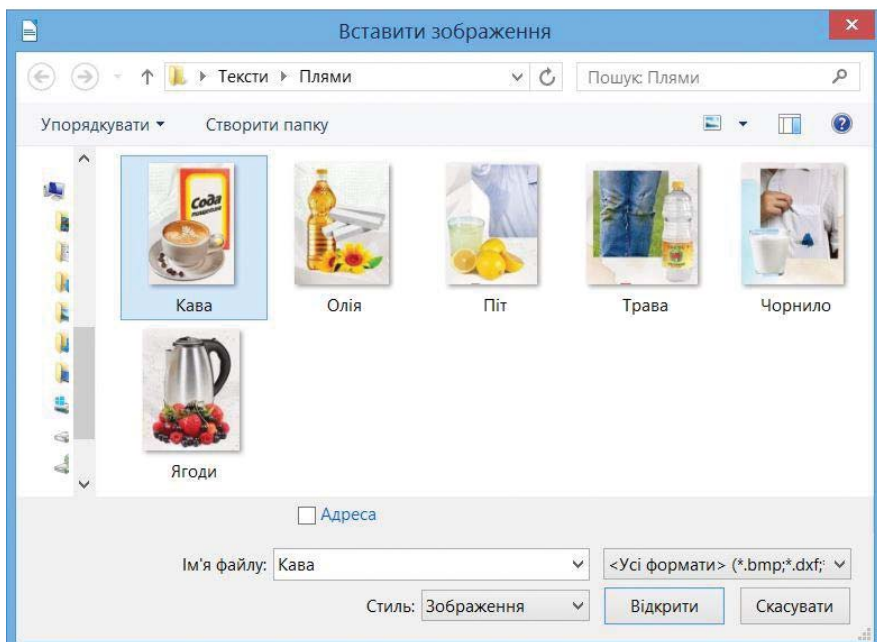 Вставити зображення
Тексти Плями
Пошук: Плями
Упорядкувати Створити папку
Сода
Кава Олія Піт Трава Чорнило
Ягоди
Адреса
Ім'я файлу: Кава <Усі формати> (*.bmp;*.dxf;
Стиль: Зображення Відкрити Скасувати